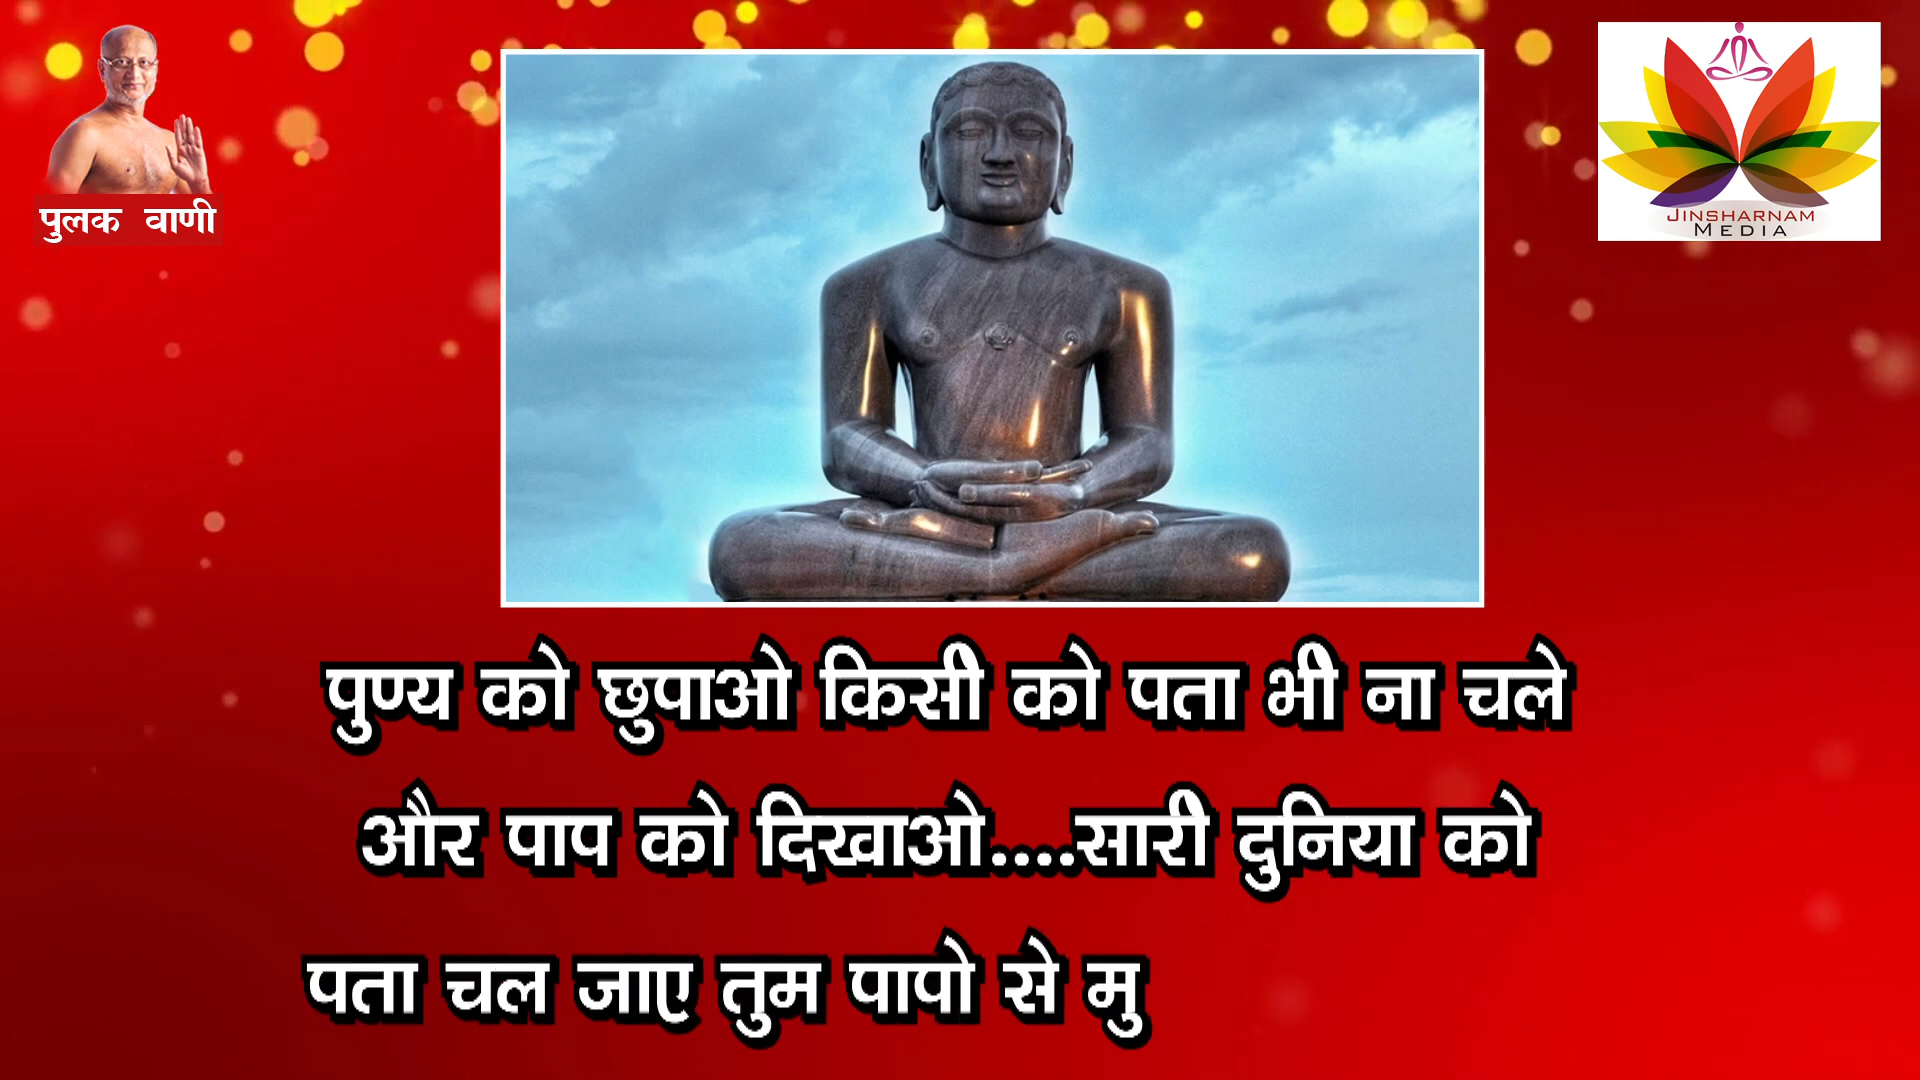 पुलक वाणी
JINSHARNAM
MEDIA
पुण्य को छुपाओ किसी को पता भी ना चले
और पाप को दिखाओ....सारी दुनिया को
पता चल जाए तुम पापो से मु